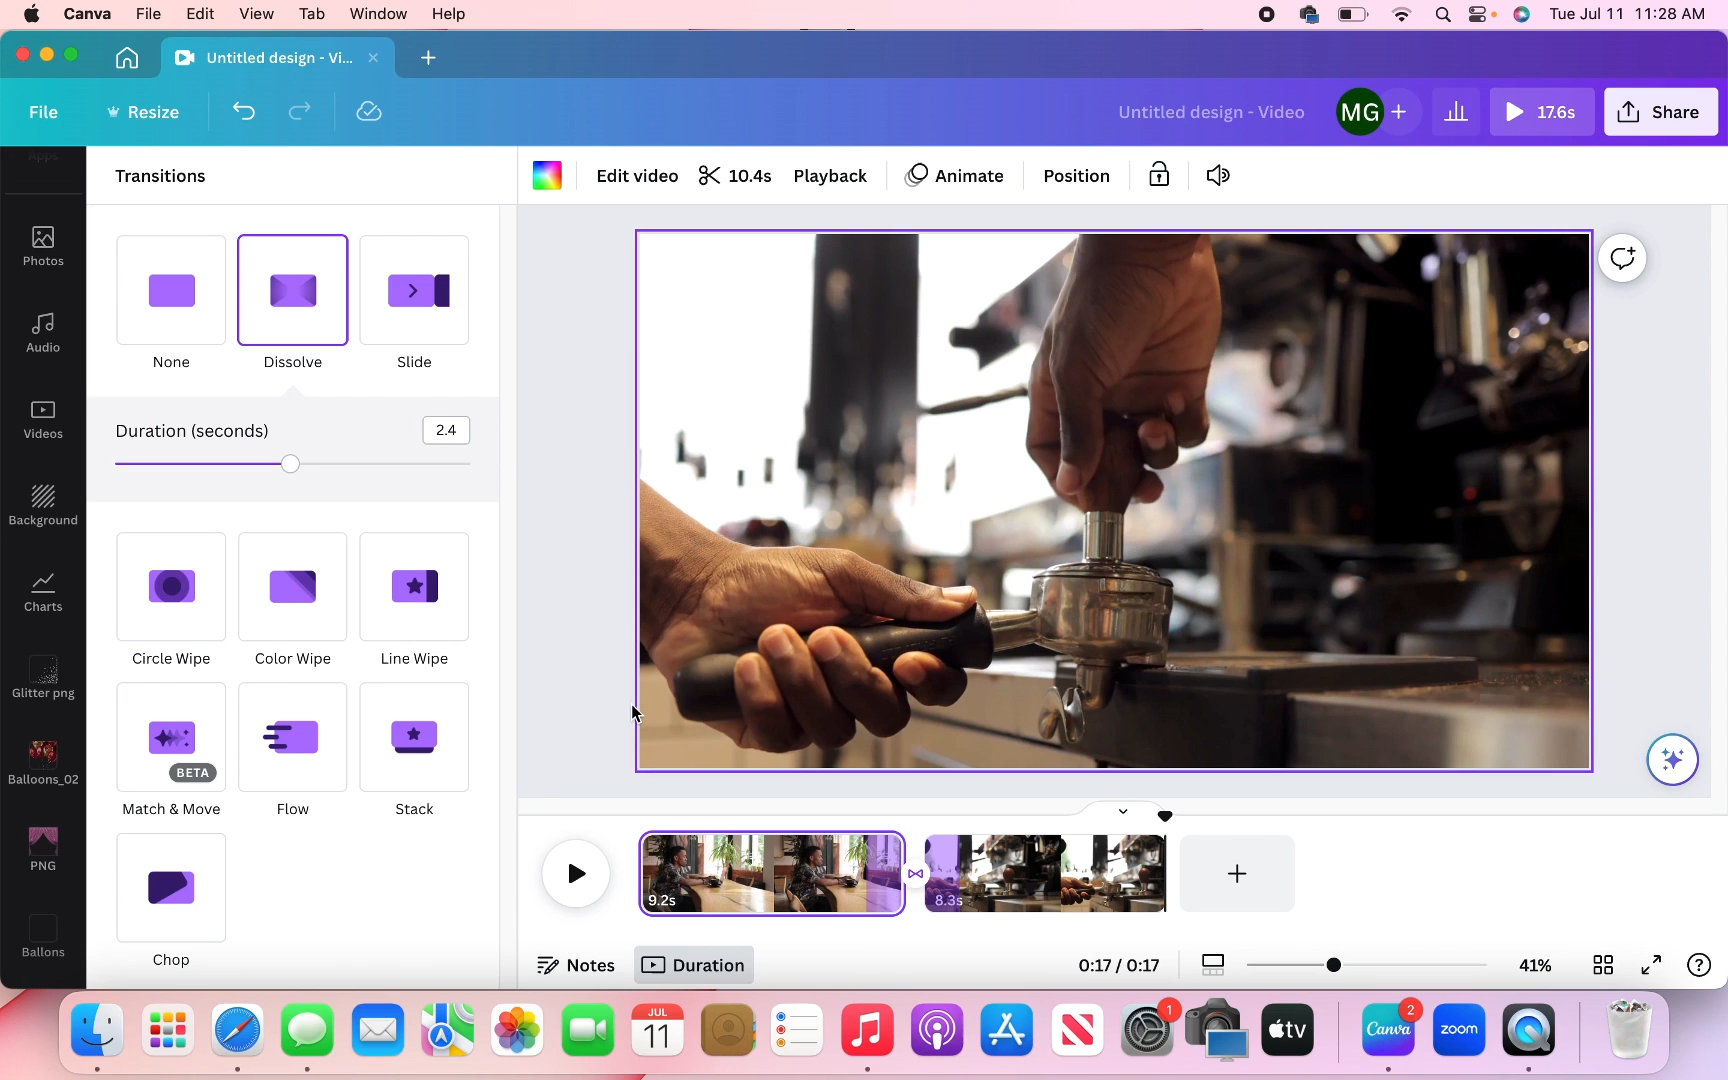 Canva File Edit View Tab Window Help Tue Jul 11 11:28 AM
Untitled design - Vi...
File Resize Untitled design - Video MG 17.6s Share
Apps
Transitions Edit video 10.4s Playback Animate Position
Photos
None Dissolve Slide
Audio
Duration (seconds) 2.4
Videos
Background
Charts
Circle Wipe Color Wipe Line Wipe
Glitter png
BETA
Balloons_02
Match & Move Flow Stack
PNG
9.2s 8.3s
Ballons
Chop
Notes Duration 0:17 / 0:17 41%
JUL
11
1
tv
Canva
2
zoom